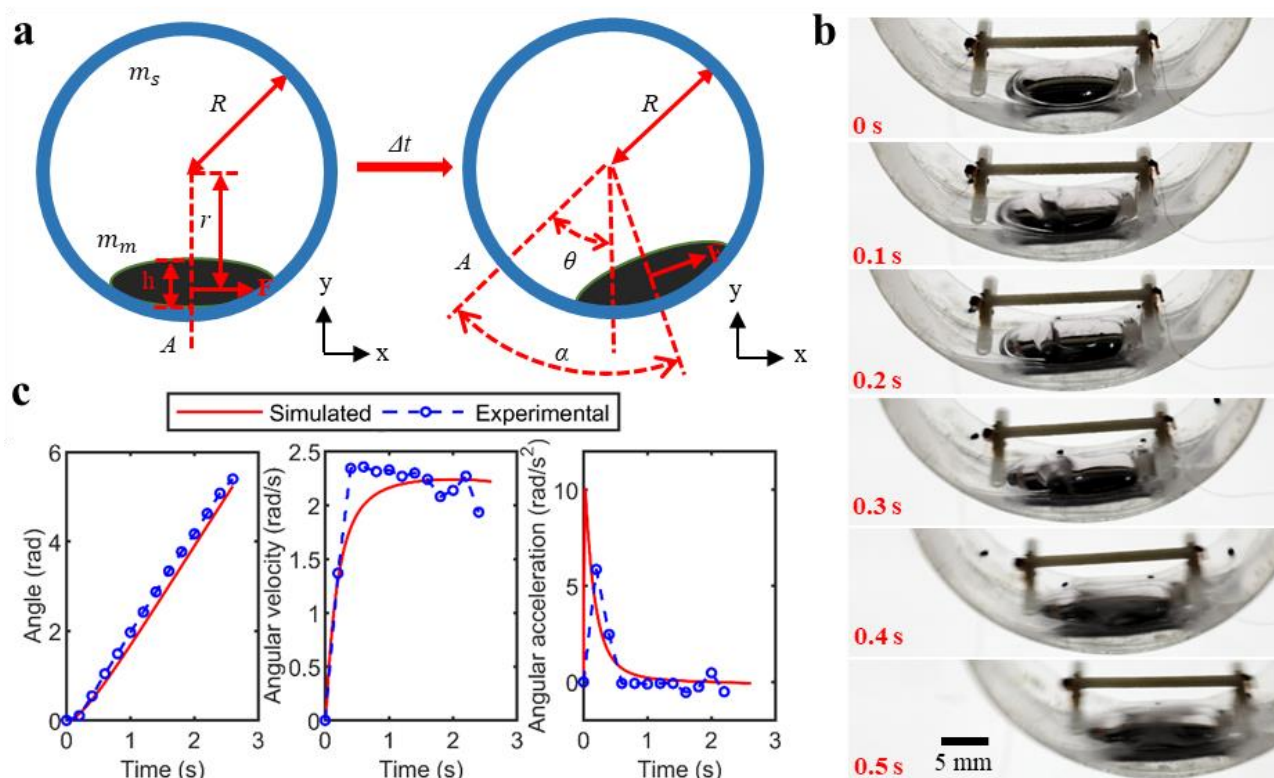 a
m_s
R
r
m_m
h
F
A
y
x
Δt
R
A
θ
F
α
y
x
b
0 s
0.1 s
0.2 s
0.3 s
0.4 s
0.5 s
5 mm
c
Simulated
Experimental
Angle (rad)
6
4
2
0
0 1 2 3
Time (s)
Angular velocity (rad/s)
2.5
2
1.5
1
0.5
0
0 1 2 3
Time (s)
Angular acceleration (rad/s²)
10
5
0
0 1 2 3
Time (s)